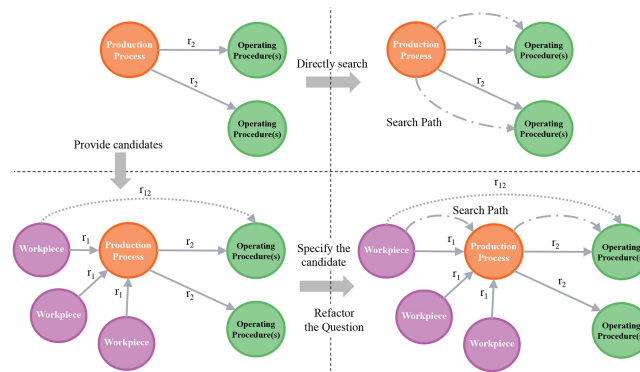 Production
Process
r2
r2
Operating
Procedure(s)
Operating
Procedure(s)
Directly search
Production
Process
r2
r2
Search Path
Operating
Procedure(s)
Operating
Procedure(s)
Provide candidates
r12
Workpiece
r1
Production
Process
r2
Operating
Procedure(s)
r1
r1
r2
Workpiece
Workpiece
Operating
Procedure(s)
Specify the
candidate
Refactor
the Question
r12
Search Path
Workpiece
r1
Production
Process
r2
Operating
Procedure(s)
r1
r1
r2
Workpiece
Workpiece
Operating
Procedure(s)